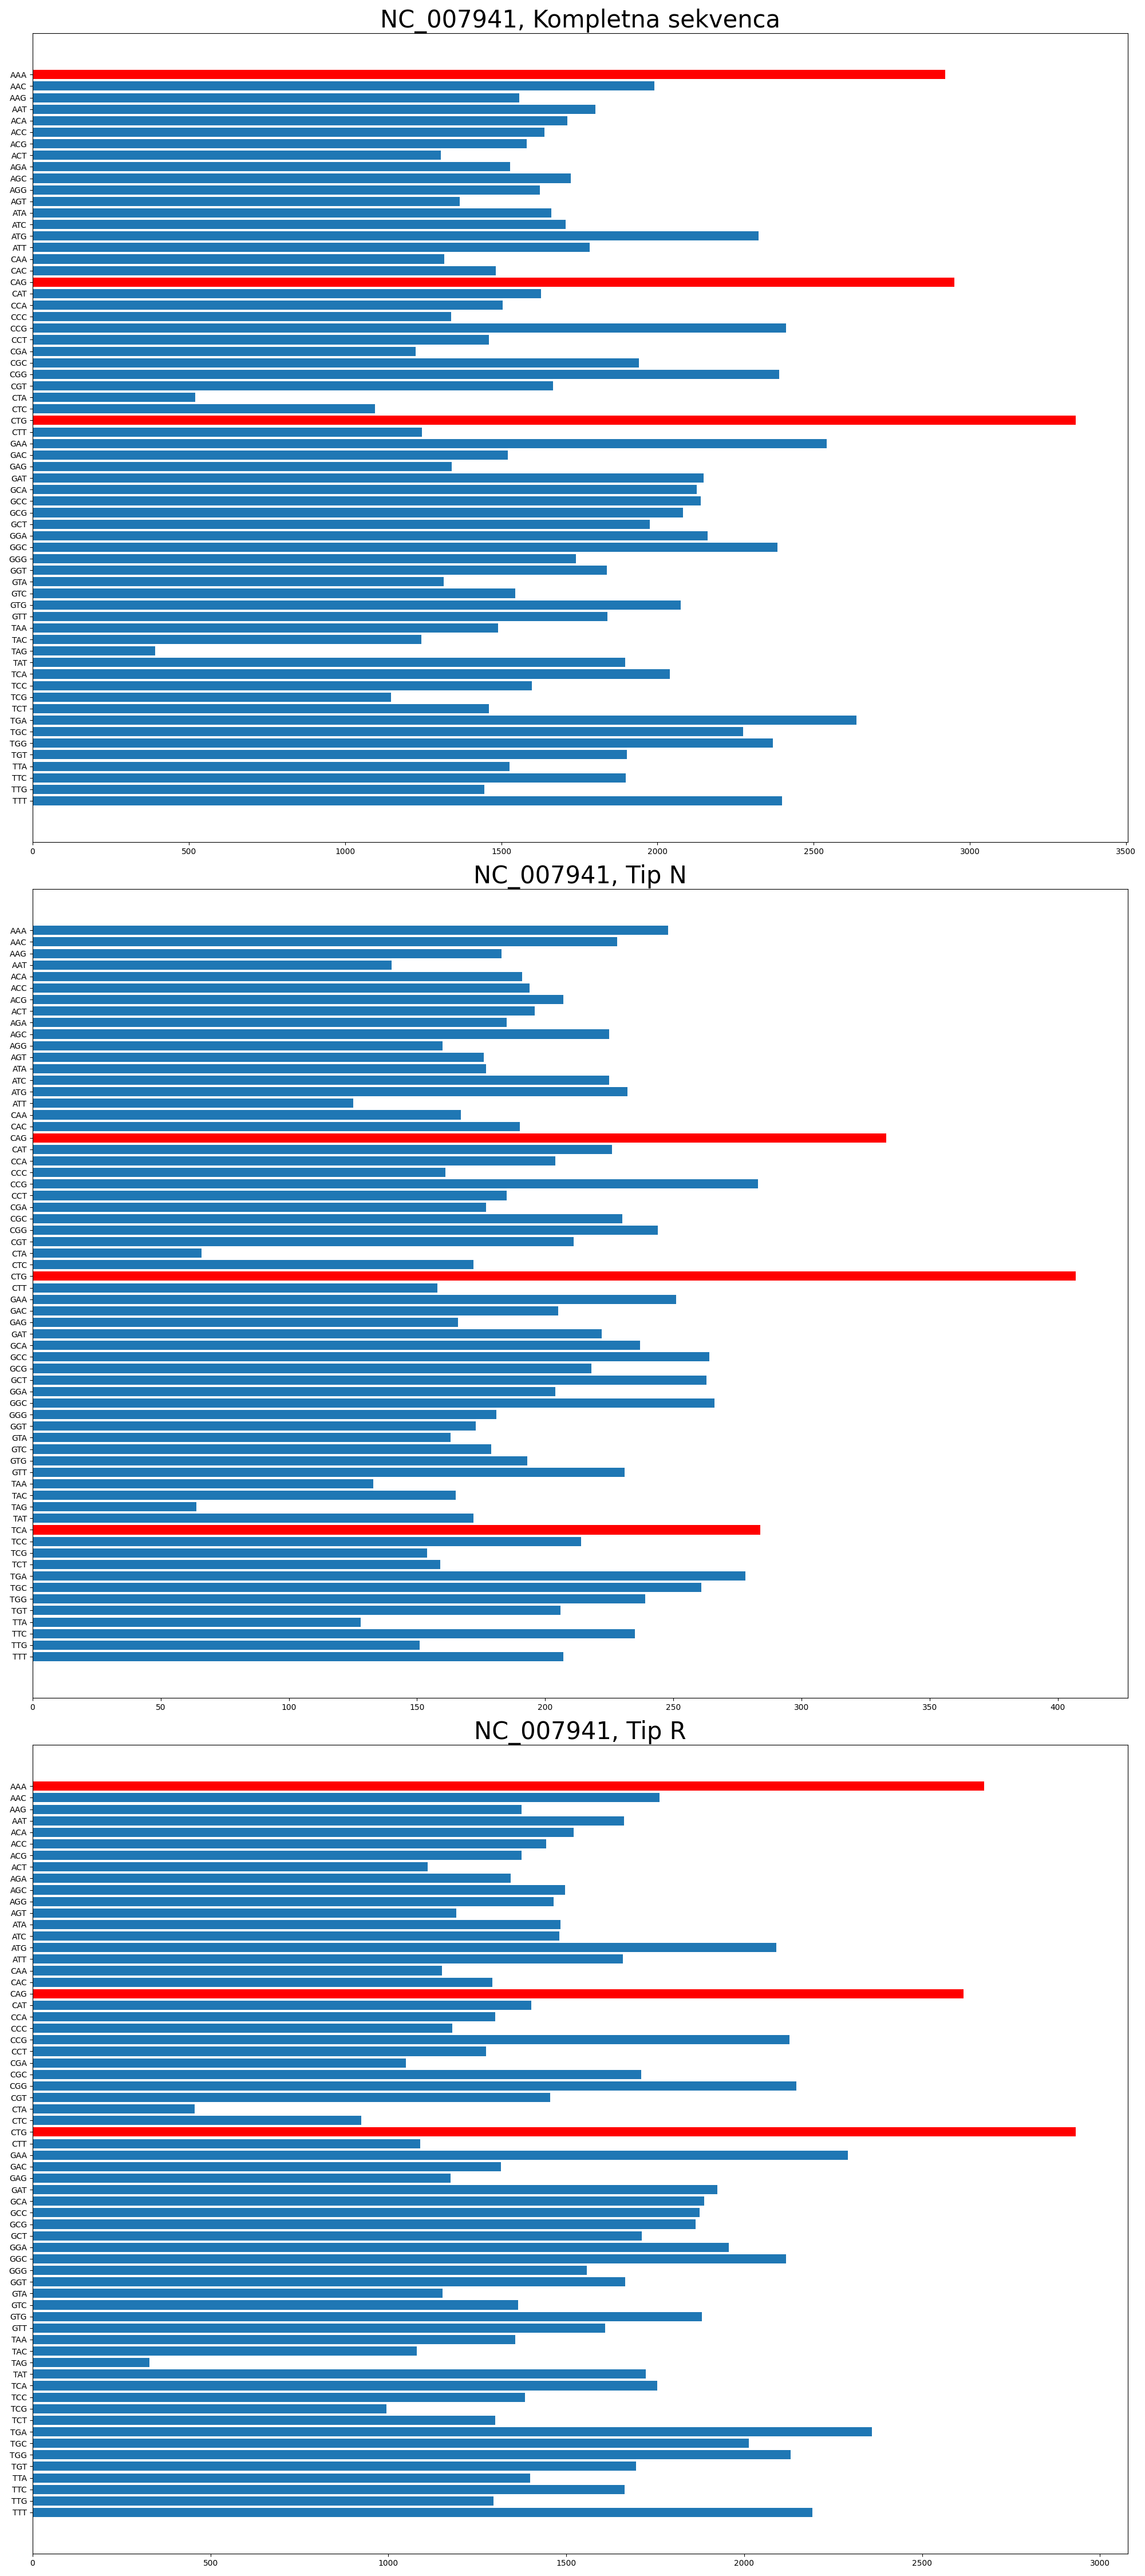 NC_007941, Kompletna sekvenca
AAA
AAC
AAG
AAT
ACA
ACC
ACG
ACT
AGA
AGC
AGG
AGT
ATA
ATC
ATG
ATT
CAA
CAC
CAG
CAT
CCA
CCC
CCG
CCT
CGA
CGC
CGG
CGT
CTA
CTC
CTG
CTT
GAA
GAC
GAG
GAT
GCA
GCC
GCG
GCT
GGA
GGC
GGG
GGT
GTA
GTC
GTG
GTT
TAA
TAC
TAG
TAT
TCA
TCC
TCG
TCT
TGA
TGC
TGG
TGT
TTA
TTC
TTG
TTT
0 500 1000 1500 2000 2500 3000 3500
NC_007941, Tip N
AAA
AAC
AAG
AAT
ACA
ACC
ACG
ACT
AGA
AGC
AGG
AGT
ATA
ATC
ATG
ATT
CAA
CAC
CAG
CAT
CCA
CCC
CCG
CCT
CGA
CGC
CGG
CGT
CTA
CTC
CTG
CTT
GAA
GAC
GAG
GAT
GCA
GCC
GCG
GCT
GGA
GGC
GGG
GGT
GTA
GTC
GTG
GTT
TAA
TAC
TAG
TAT
TCA
TCC
TCG
TCT
TGA
TGC
TGG
TGT
TTA
TTC
TTG
TTT
0 50 100 150 200 250 300 350 400
NC_007941, Tip R
AAA
AAC
AAG
AAT
ACA
ACC
ACG
ACT
AGA
AGC
AGG
AGT
ATA
ATC
ATG
ATT
CAA
CAC
CAG
CAT
CCA
CCC
CCG
CCT
CGA
CGC
CGG
CGT
CTA
CTC
CTG
CTT
GAA
GAC
GAG
GAT
GCA
GCC
GCG
GCT
GGA
GGC
GGG
GGT
GTA
GTC
GTG
GTT
TAA
TAC
TAG
TAT
TCA
TCC
TCG
TCT
TGA
TGC
TGG
TGT
TTA
TTC
TTG
TTT
0 500 1000 1500 2000 2500 3000